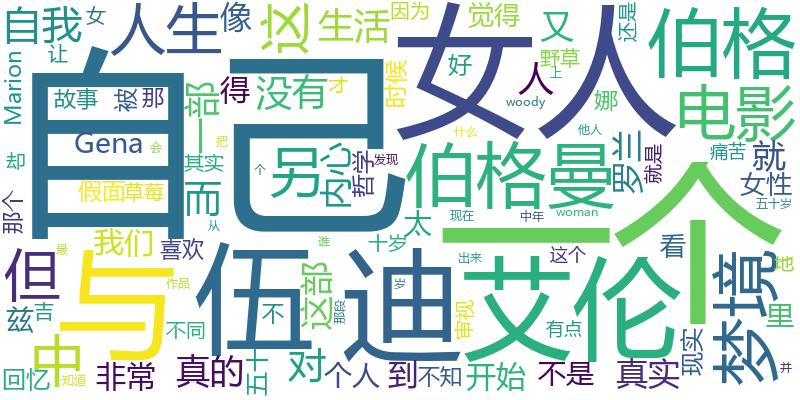 自己
女人
一个
与
伍迪
艾伦
伯格曼
伯格
电影
梦境
人生
自我
女
像
这
生活
因为
觉得
又
还是
让
Marion
故事
被
那
一部
得
没有
才
时候
好
人
野草
上
woody
娜
他人
Gena
会
把
却
其实
另
个
内心
哲学
发现
什么
罗兰
就是
痛苦
就
女性
五十岁
假面
草莓
而
那个
从
太
现在
中年
woman
我们
喜欢
谁
十岁
出来
这个
看
但
最
作品
不
这部
那段
岁
审视
有点
里
兹
吉
中
不同
现实
回忆
知道
非常
真的
五十
对
个人
到
不知
开始
不是
真实
并